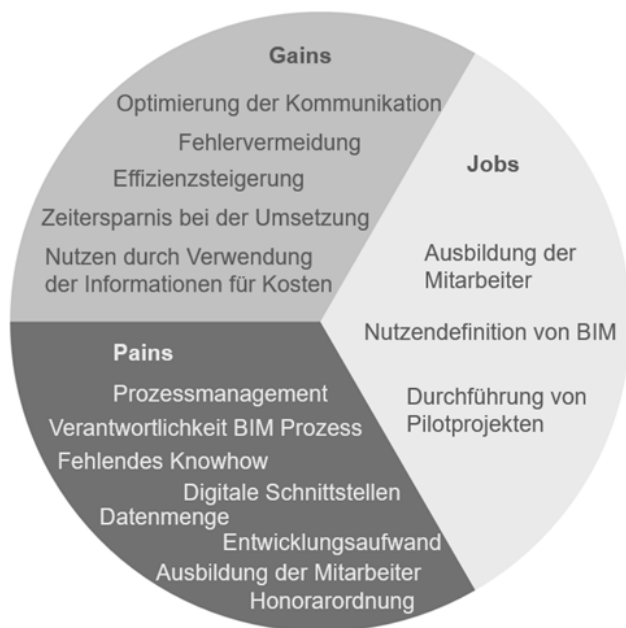 Gains
Optimierung der Kommunikation
Fehlervermeidung
Effizienzsteigerung
Zeitersparnis bei der Umsetzung
Nutzen durch Verwendung
der Informationen für Kosten
Jobs
Ausbildung der
Mitarbeiter
Nutzendefinition von BIM
Durchführung von
Pilotprojekten
Pains
Prozessmanagement
Verantwortlichkeit BIM Prozess
Fehlendes Knowhow
Digitale Schnittstellen
Datenmenge
Entwicklungsaufwand
Ausbildung der Mitarbeiter
Honorarordnung